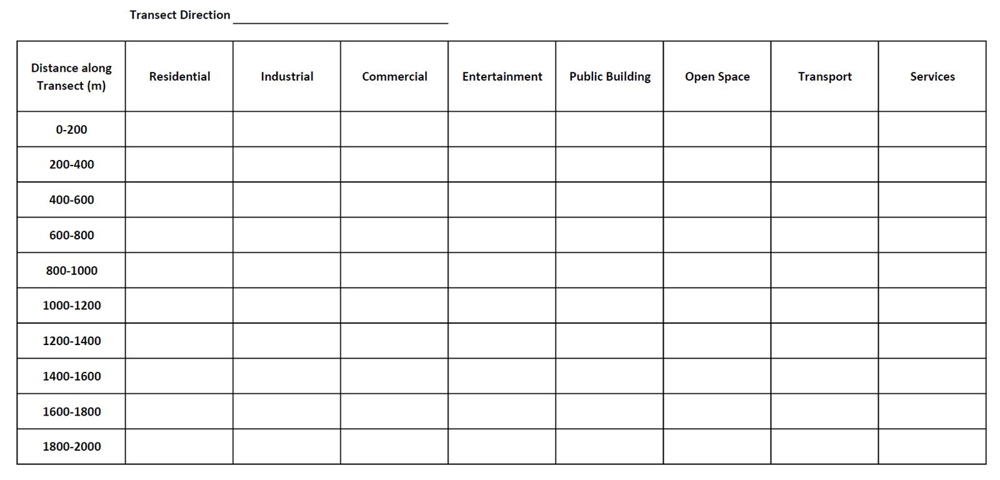 Transect Direction
Distance along
Transect (m)
Residential
Industrial
Commercial
Entertainment
Public Building
Open Space
Transport
Services
0-200
200-400
400-600
600-800
800-1000
1000-1200
1200-1400
1400-1600
1600-1800
1800-2000